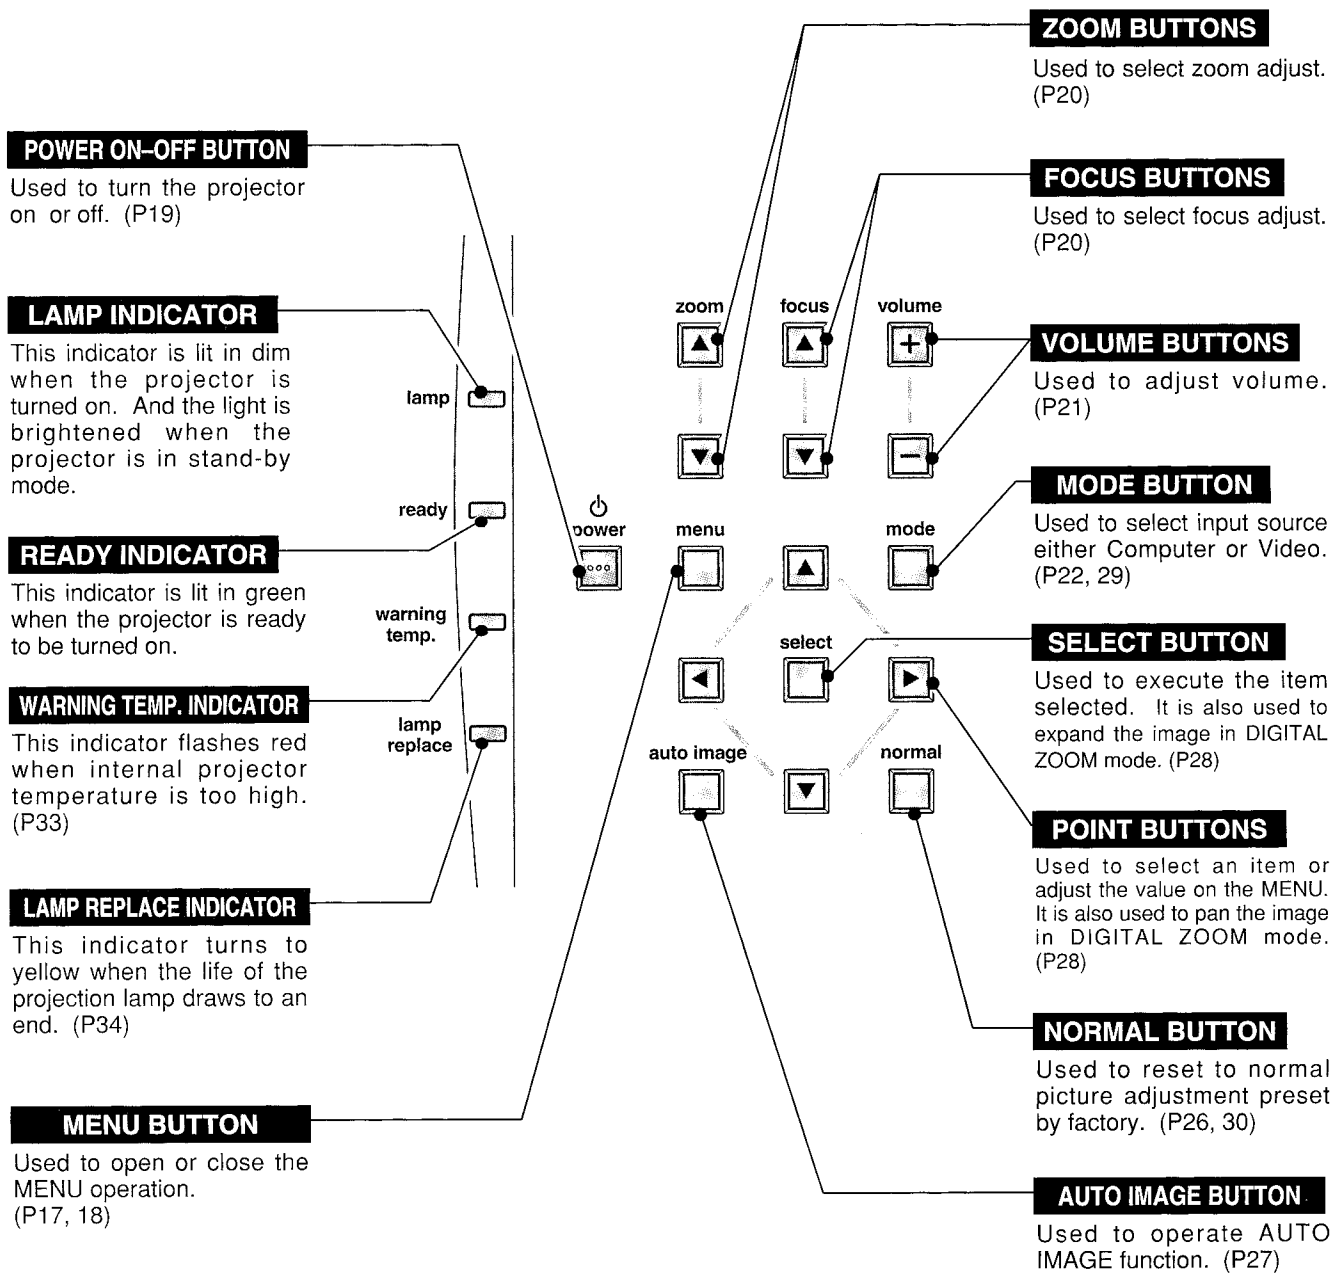 POWER ON–OFF BUTTON
Used to turn the projector
on or off. (P19)
LAMP INDICATOR
This indicator is lit in dim
when the projector is
turned on. And the light is
brightened when the
projector is in stand-by
mode.
READY INDICATOR
This indicator is lit in green
when the projector is ready
to be turned on.
WARNING TEMP. INDICATOR
This indicator flashes red
when internal projector
temperature is too high.
(P33)
LAMP REPLACE INDICATOR
This indicator turns to
yellow when the life of the
projection lamp draws to an
end. (P34)
MENU BUTTON
Used to open or close the
MENU operation.
(P17, 18)
lamp
ready
warning
temp.
lamp
replace
zoom
focus
volume
+
−
power
menu
mode
select
auto image
normal
ZOOM BUTTONS
Used to select zoom adjust.
(P20)
FOCUS BUTTONS
Used to select focus adjust.
(P20)
VOLUME BUTTONS
Used to adjust volume.
(P21)
MODE BUTTON
Used to select input source
either Computer or Video.
(P22, 29)
SELECT BUTTON
Used to execute the item
selected. It is also used to
expand the image in DIGITAL
ZOOM mode. (P28)
POINT BUTTONS
Used to select an item or
adjust the value on the MENU.
It is also used to pan the image
in DIGITAL ZOOM mode.
(P28)
NORMAL BUTTON
Used to reset to normal
picture adjustment preset
by factory. (P26, 30)
AUTO IMAGE BUTTON
Used to operate AUTO
IMAGE function. (P27)